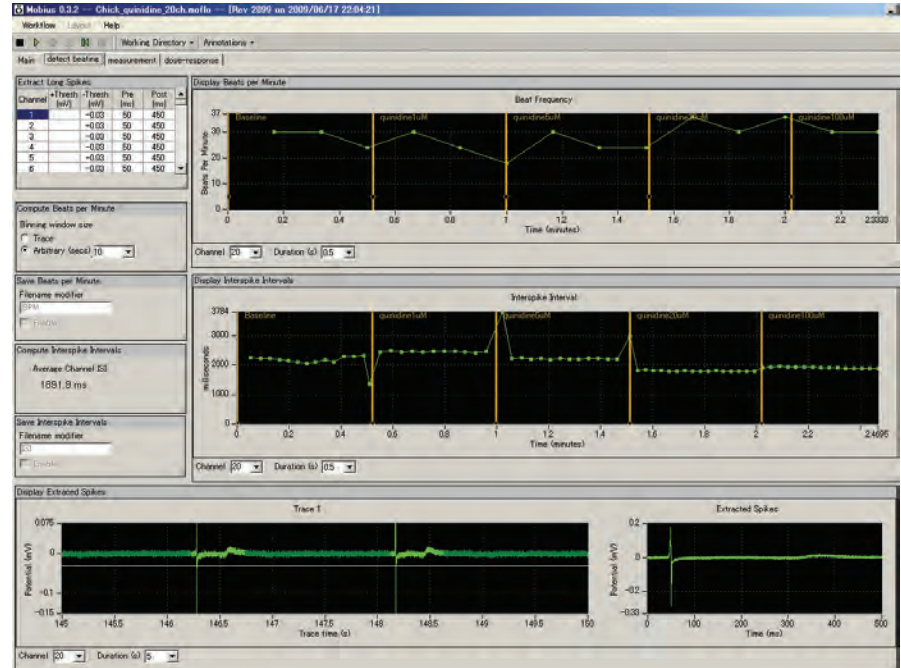 Mobius 0.3.2 --- Chick_quinidine_20ch.moflo --- [Rev 2899 on 2009/06/17 22:04:21]
Workflow Layout Help
Working Directory Annotations
Main detect beating measurement dose-response
Extract Long Spikes
Channel +Thresh (mV) -Thresh (mV) Pre (ms) Post (ms)
1 -0.03 50 450
2 -0.03 50 450
3 -0.03 50 450
4 -0.03 50 450
5 -0.03 50 450
6 -0.03 50 450
Compute Beats per Minute
Binning window size
Trace
Arbitrary (secs) 10
Save Beats per Minute
Filename modifier
BPM
Enable
Compute Interspike Intervals
Average Channel ISI
1891.9 ms
Save Interspike Intervals
Filename modifier
ISI
Enable
Display Beats per Minute
Beat Frequency
Beats Per Minute
37
30
20
10
0
Baseline quinidine1uM quinidine5uM quinidine20uM quinidine100uM
0 0.2 0.4 0.6 0.8 1 1.2 1.4 1.6 1.8 2 2.2 2.3333
Time (minutes)
Channel 20 Duration (s) 0.5
Display Interspike Intervals
Interspike Interval
milliseconds
3784
3000
2000
1000
0
Baseline quinidine1uM quinidine5uM quinidine20uM quinidine100uM
0 0.2 0.4 0.6 0.8 1 1.2 1.4 1.6 1.8 2 2.2 2.4695
Time (minutes)
Channel 20 Duration (s) 0.5
Display Extraced Spikes
Trace 1
Potential (mV)
0.075
0
-0.1
-0.15
145 145.5 146 146.5 147 147.5 148 148.5 149 149.5 150
Trace time (s)
Extracted Spikes
Potential (mV)
0.2
0
-0.2
-0.33
0 100 200 300 400 500
Time (ms)
Channel 20 Duration (s) 5